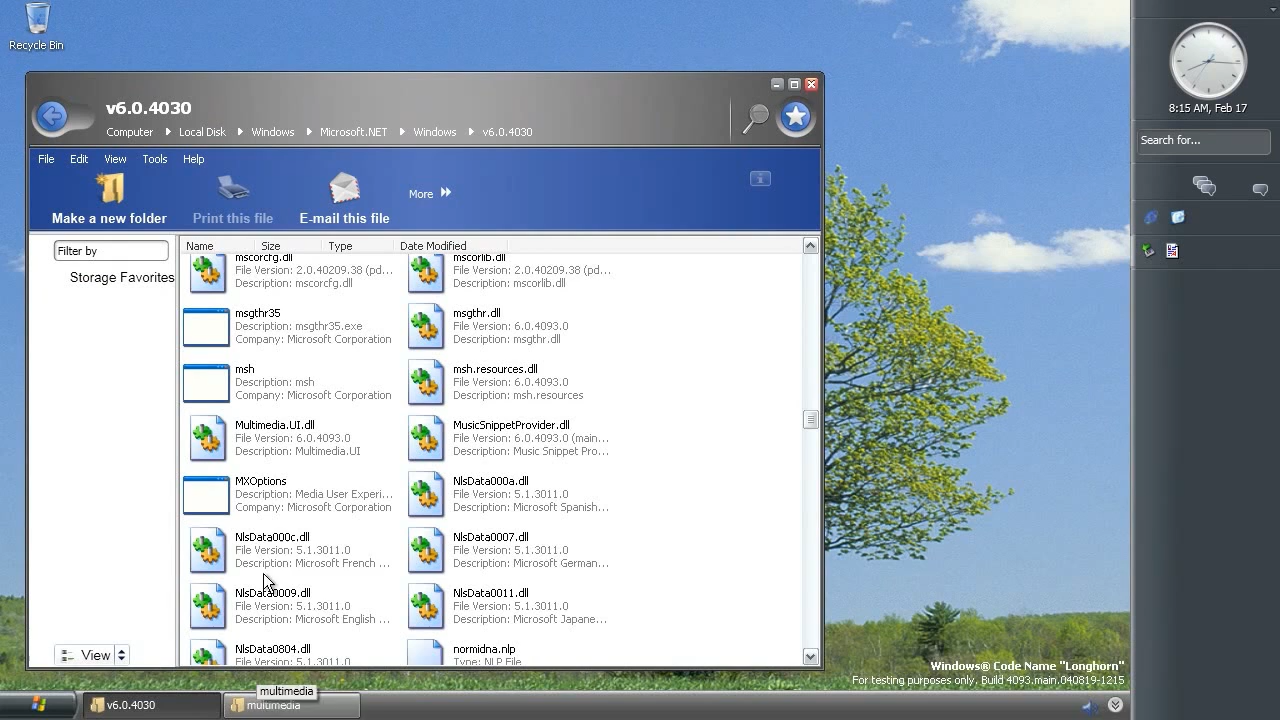 Recycle Bin
v6.0.4030
Computer Local Disk Windows Microsoft.NET Windows v6.0.4030
File Edit View Tools Help
Make a new folder Print this file E-mail this file More
Filter by
Storage Favorites
Name Size Type Date Modified
mscorcfg.dll
File Version: 2.0.40209.38 (pd...
Description: mscorcfg.dll
mscorlib.dll
File Version: 2.0.40209.38 (pd...
Description: mscorlib.dll
msgthr35
Description: msgthr35.exe
Company: Microsoft Corporation
msgthr.dll
File Version: 6.0.4093.0
Description: msgthr.dll
msh
Description: msh
Company: Microsoft Corporation
msh.resources.dll
File Version: 6.0.4093.0
Description: msh.resources
Multimedia.UI.dll
File Version: 6.0.4093.0
Description: Multimedia.UI
MusicSnippetProvider.dll
File Version: 6.0.4093.0 (main...
Description: Music Snippet Pro...
MXOptions
Description: Media User Experi...
Company: Microsoft Corporation
NlsData000a.dll
File Version: 5.1.3011.0
Description: Microsoft Spanish...
NlsData000c.dll
File Version: 5.1.3011.0
Description: Microsoft French ...
NlsData0007.dll
File Version: 5.1.3011.0
Description: Microsoft German...
NlsData0009.dll
File Version: 5.1.3011.0
Description: Microsoft English ...
NlsData0011.dll
File Version: 5.1.3011.0
Description: Microsoft Japane...
NlsData0804.dll
File Version: 5.1.3011.0
normidna.nlp
Type: NLP File
View
8:15 AM, Feb 17
Search for...
Windows® Code Name "Longhorn"
For testing purposes only. Build 4093.main.040819-1215
multimedia
v6.0.4030
multimedia